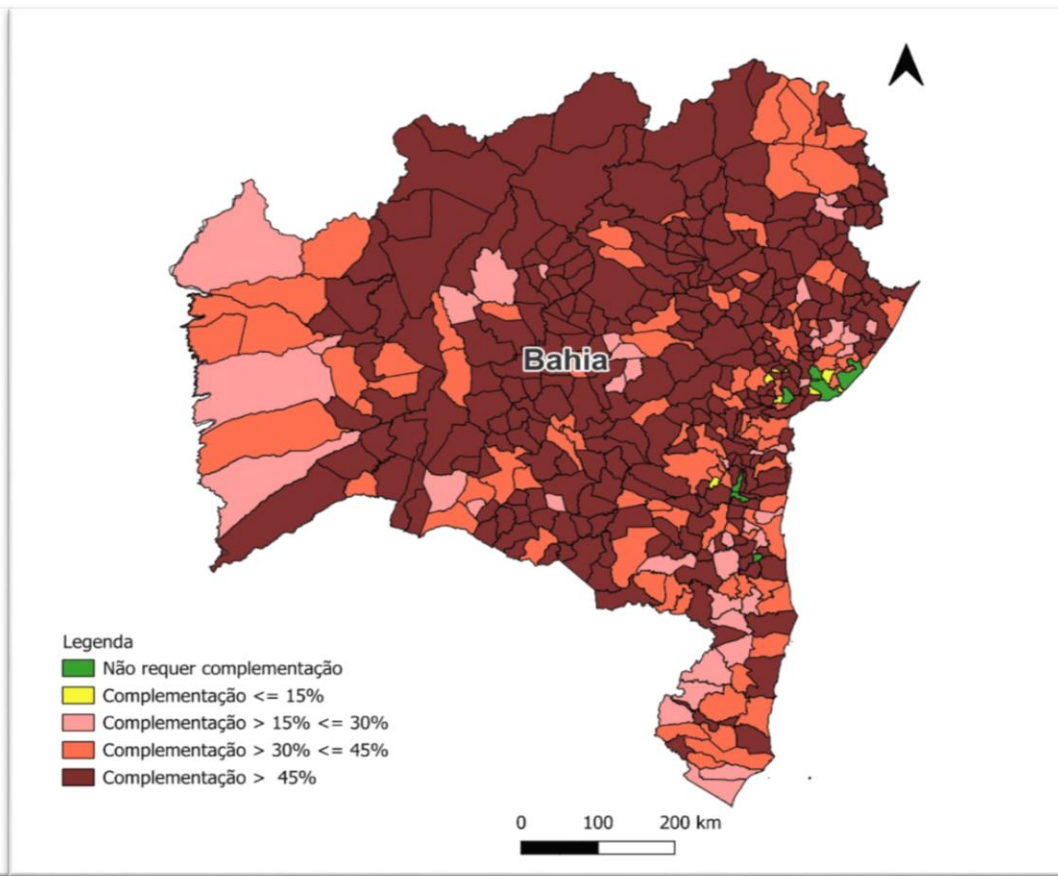 Bahia
Legenda
Não requer complementação
Complementação <= 15%
Complementação > 15% <= 30%
Complementação > 30% <= 45%
Complementação > 45%
0 100 200 km